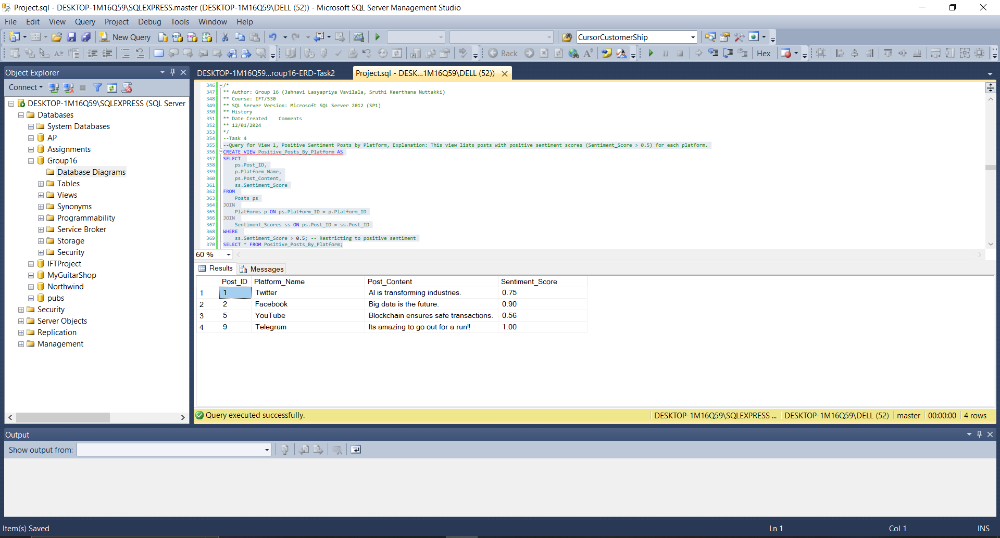 Project.sql - DESKTOP-1M16Q59\SQLEXPRESS.master (DESKTOP-1M16Q59\DELL (52)) - Microsoft SQL Server Management Studio
File Edit View Query Project Debug Tools Window Help
New Query CursorCustomerShip
Back Hex
Object Explorer
Connect
DESKTOP-1M16Q59\SQLEXPRESS (SQL Server
Databases
System Databases
AP
Assignments
Group16
Database Diagrams
Tables
Views
Synonyms
Programmability
Service Broker
Storage
Security
IFTProject
MyGuitarShop
Northwind
pubs
Security
Server Objects
Replication
Management
DESKTOP-1M16Q59...roup16-ERD-Task2 Project.sql - DESK...1M16Q59\DELL (52))
346 /*
347 ** Author: Group 16 (Jahnavi Lasyapriya Vavilala, Sruthi Keerthana Nuttakki)
348 ** Course: IFT/530
349 ** SQL Server Version: Microsoft SQL Server 2012 (SP1)
350 ** History
351 ** Date Created Comments
352 ** 12/01/2024
353 */
354 --Task 4
355 --Query for View 1, Positive Sentiment Posts by Platform, Explanation: This view lists posts with positive sentiment scores (Sentiment_Score > 0.5) for each platform.
356 CREATE VIEW Positive_Posts_By_Platform AS
357 SELECT
358 ps.Post_ID,
359 p.Platform_Name,
360 ps.Post_Content,
361 ss.Sentiment_Score
362 FROM
363 Posts ps
364 JOIN
365 Platforms p ON ps.Platform_ID = p.Platform_ID
366 JOIN
367 Sentiment_Scores ss ON ps.Post_ID = ss.Post_ID
368 WHERE
369 ss.Sentiment_Score > 0.5; -- Restricting to positive sentiment
370 SELECT * FROM Positive_Posts_By_Platform;
60 %
Results Messages
Post_ID Platform_Name Post_Content Sentiment_Score
1 1 Twitter AI is transforming industries. 0.75
2 2 Facebook Big data is the future. 0.90
3 5 YouTube Blockchain ensures safe transactions. 0.56
4 9 Telegram Its amazing to go out for a run!! 1.00
Query executed successfully. DESKTOP-1M16Q59\SQLEXPRESS ... DESKTOP-1M16Q59\DELL (52) master 00:00:00 4 rows
Output
Show output from:
Item(s) Saved Ln 1 Col 1 INS